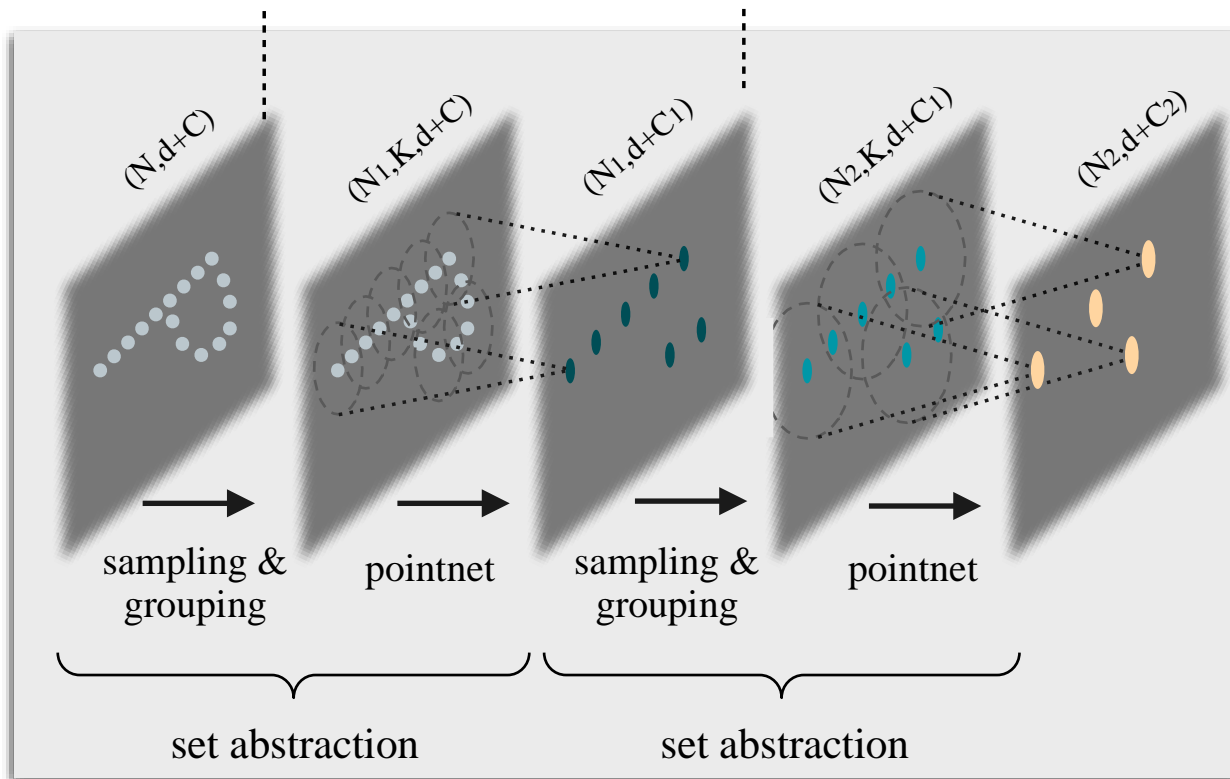 (N,d+C)
(N1,K,d+C)
(N1,d+C1)
(N2,K,d+C1)
(N2,d+C2)
sampling &
grouping
pointnet
sampling &
grouping
pointnet
set abstraction
set abstraction